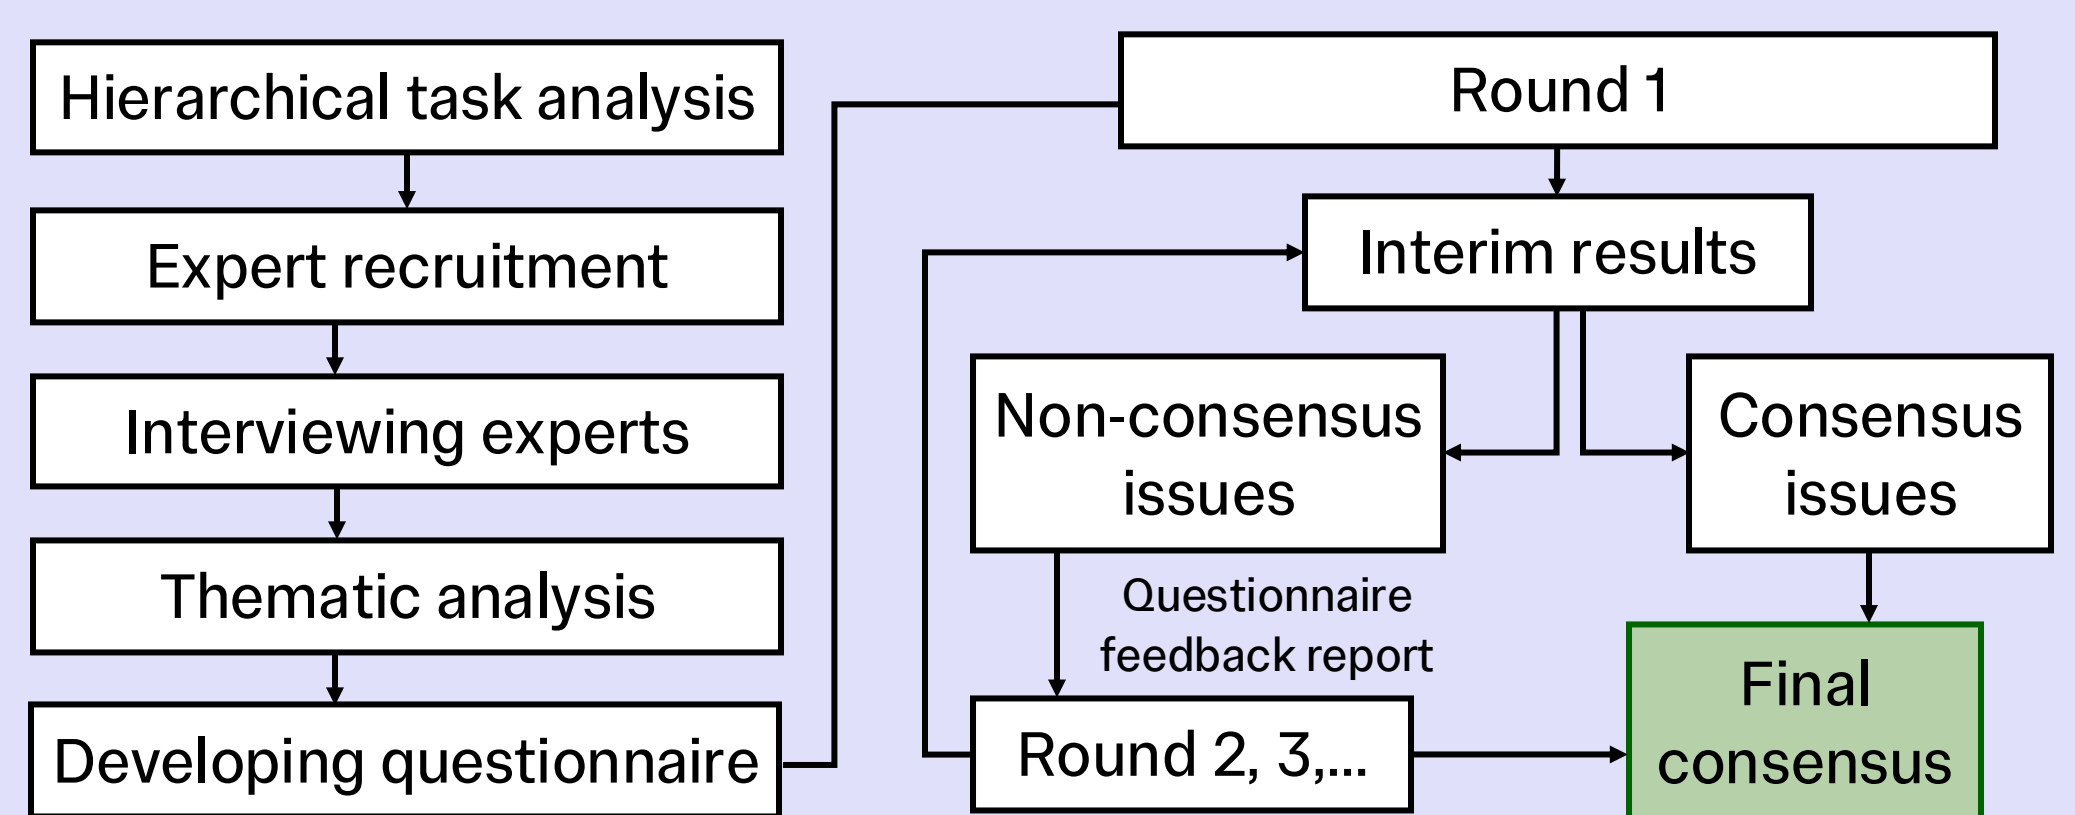 Hierarchical task analysis
Expert recruitment
Interviewing experts
Thematic analysis
Developing questionnaire
Round 1
Interim results
Non-consensus
issues
Consensus
issues
Questionnaire
feedback report
Round 2, 3,...
Final
consensus